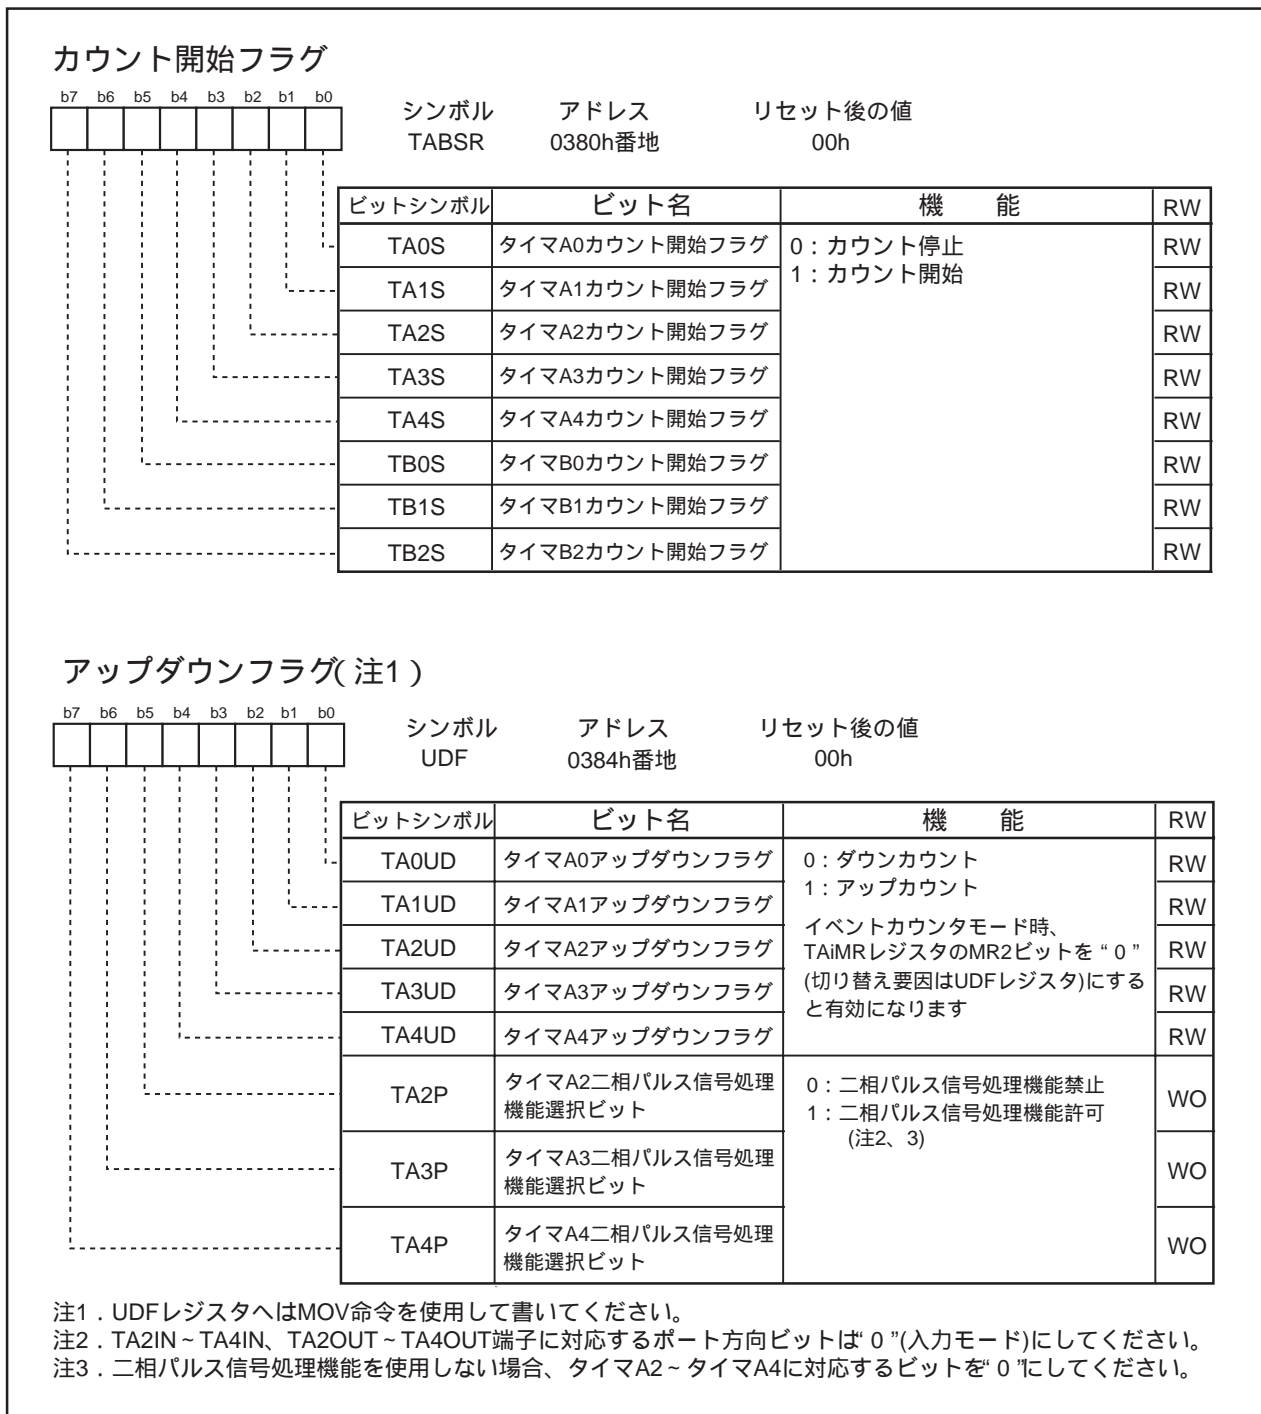 カウント開始フラグ
b7 b6 b5 b4 b3 b2 b1 b0
シンボル アドレス リセット後の値
TABSR 0380h番地 00h
ビットシンボル ビット名 機 能 RW
TA0S タイマA0カウント開始フラグ 0：カウント停止 RW
1：カウント開始
TA1S タイマA1カウント開始フラグ RW
TA2S タイマA2カウント開始フラグ RW
TA3S タイマA3カウント開始フラグ RW
TA4S タイマA4カウント開始フラグ RW
TB0S タイマB0カウント開始フラグ RW
TB1S タイマB1カウント開始フラグ RW
TB2S タイマB2カウント開始フラグ RW
アップダウンフラグ(注1)
b7 b6 b5 b4 b3 b2 b1 b0
シンボル アドレス リセット後の値
UDF 0384h番地 00h
ビットシンボル ビット名 機 能 RW
TA0UD タイマA0アップダウンフラグ 0：ダウンカウント RW
1：アップカウント
TA1UD タイマA1アップダウンフラグ RW
イベントカウンタモード時、
TA2UD タイマA2アップダウンフラグ TAiMRレジスタのMR2ビットを“0” RW
TA3UD タイマA3アップダウンフラグ (切り替え要因はUDFレジスタ)にする RW
と有効になります
TA4UD タイマA4アップダウンフラグ RW
TA2P タイマA2二相パルス信号処理 0：二相パルス信号処理機能禁止 WO
機能選択ビット 1：二相パルス信号処理機能許可
(注2、3)
TA3P タイマA3二相パルス信号処理 WO
機能選択ビット
TA4P タイマA4二相パルス信号処理 WO
機能選択ビット
注1．UDFレジスタへはMOV命令を使用して書いてください。
注2．TA2IN～TA4IN、TA2OUT～TA4OUT端子に対応するポート方向ビットは“0”(入力モード)にしてください。
注3．二相パルス信号処理機能を使用しない場合、タイマA2～タイマA4に対応するビットを“0”にしてください。